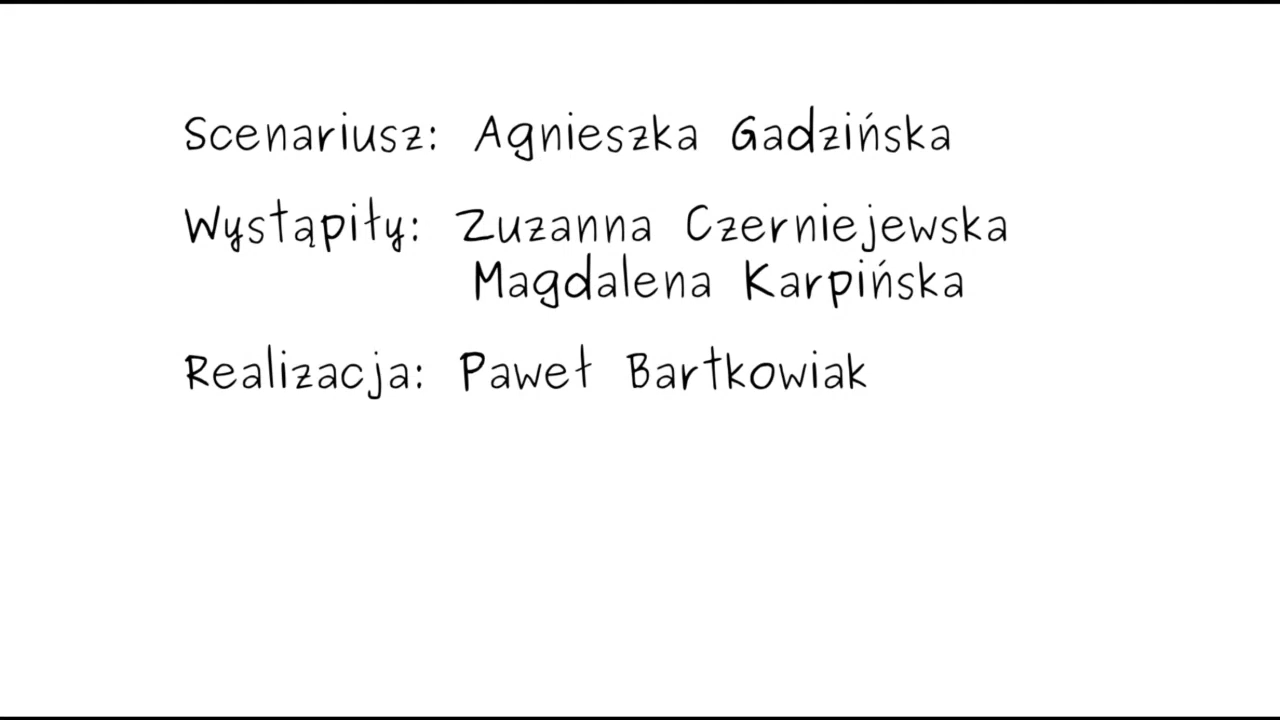 Scenariusz: Agnieszka Gadzińska
Wystąpiły: Zuzanna Czerniejewska
Magdalena Karpińska
Realizacja: Paweł Bartkowiak